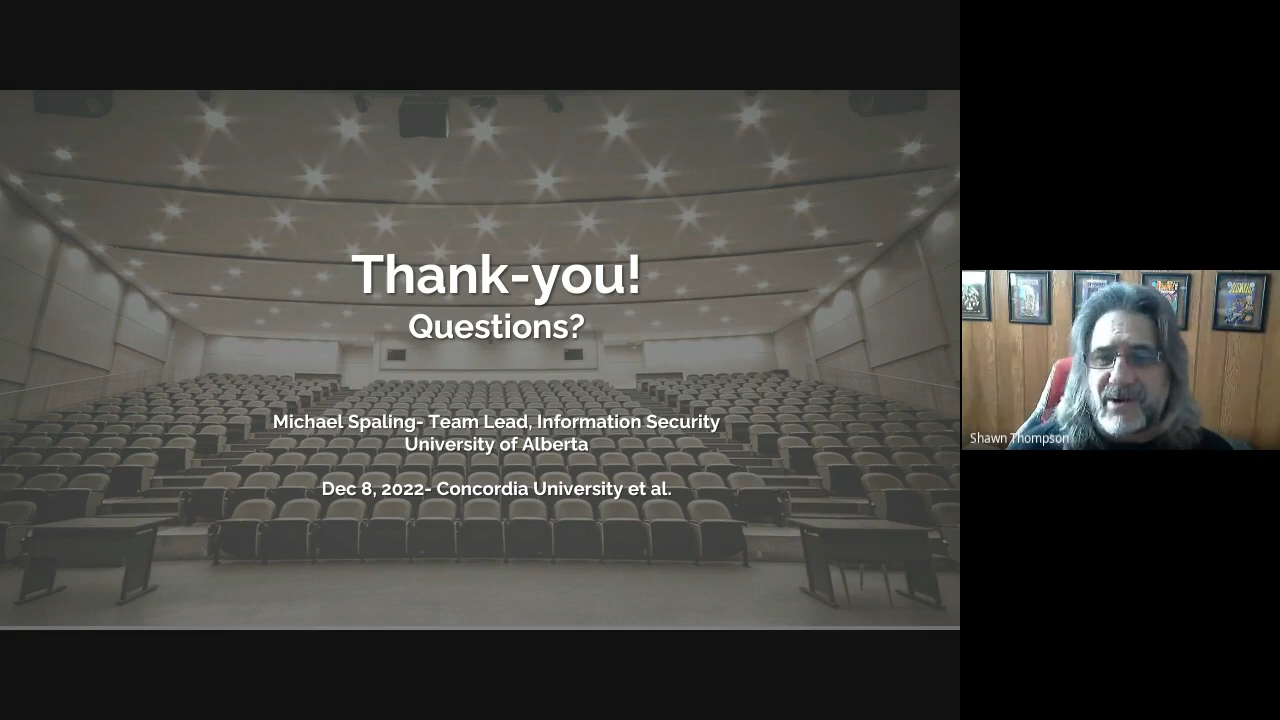 Thank-you!
Questions?
Michael Spaling- Team Lead, Information Security
University of Alberta
Dec 8, 2022- Concordia University et al.
Shawn Thompson